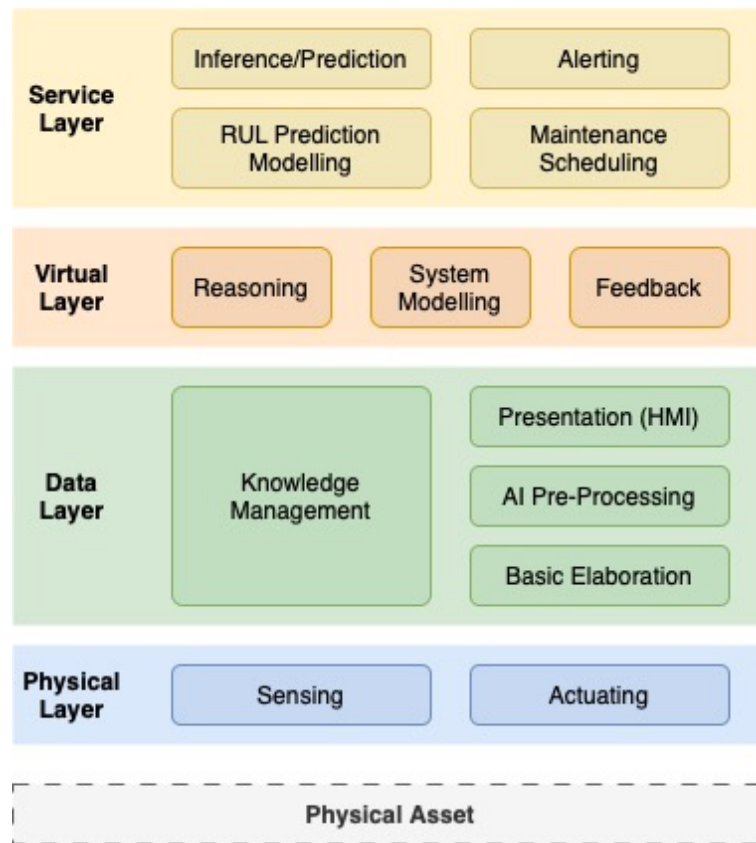 Service
Layer
Inference/Prediction
Alerting
RUL Prediction
Modelling
Maintenance
Scheduling
Virtual
Layer
Reasoning
System
Modelling
Feedback
Data
Layer
Knowledge
Management
Presentation (HMI)
AI Pre-Processing
Basic Elaboration
Physical
Layer
Sensing
Actuating
Physical Asset